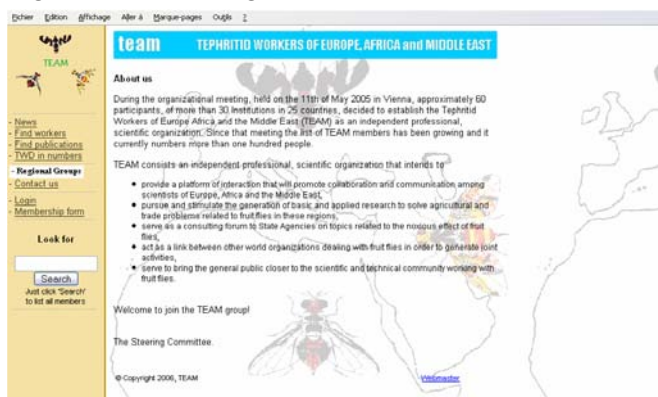 Fichier Edition Affichage Aller à Marque-pages Outils ?
TEAM
- News
- Find workers
- Find publications
- TWD in numbers
- Regional Groups
- Contact us
- Login
- Membership form
Look for
Search
Just click 'Search'
to list all members
team TEPHRITID WORKERS OF EUROPE, AFRICA and MIDDLE EAST
About us
During the organizational meeting, held on the 11th of May 2005 in Vienna, approximately 60
participants, of more than 30 Institutions in 25 countries, decided to establish the Tephritid
Workers of Europe Africa and the Middle East (TEAM) as an independent professional,
scientific organization. Since that meeting the list of TEAM members has been growing and it
currently numbers more than one hundred people.
TEAM consists an independent professional, scientific organization that intends to
• provide a platform of interaction that will promote collaboration and communication among
scientists of Europe, Africa and the Middle East,
• pursue and stimulate the generation of basic and applied research to solve agricultural and
trade problems related to fruit flies in these regions,
• serve as a consulting forum to State Agencies on topics related to the noxious effect of fruit
flies,
• act as a link between other world organizations dealing with fruit flies in order to generate joint
activities,
• serve to bring the general public closer to the scientific and technical community working with
fruit flies.
Welcome to join the TEAM group!
The Steering Committee.
© Copyright 2006, TEAM Webmaster